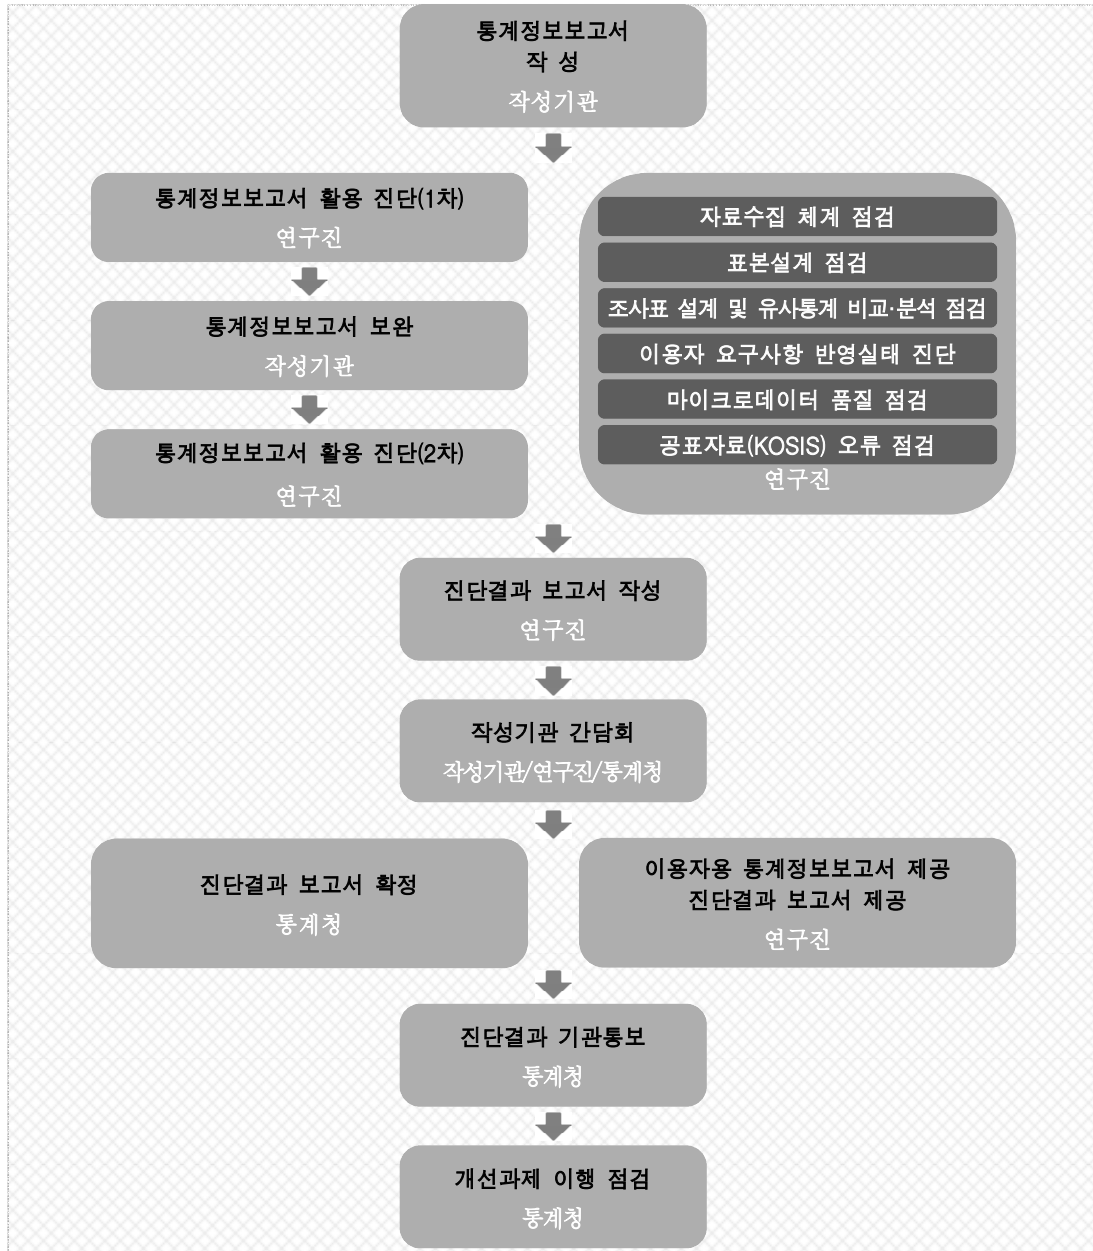 통계정보보고서
작 성
작성기관
통계정보보고서 활용 진단(1차)
연구진
통계정보보고서 보완
작성기관
통계정보보고서 활용 진단(2차)
연구진
자료수집 체계 점검
표본설계 점검
조사표 설계 및 유사통계 비교·분석 점검
이용자 요구사항 반영실태 진단
마이크로데이터 품질 점검
공표자료(KOSIS) 오류 점검
연구진
진단결과 보고서 작성
연구진
작성기관 간담회
작성기관/연구진/통계청
진단결과 보고서 확정
통계청
이용자용 통계정보보고서 제공
진단결과 보고서 제공
연구진
진단결과 기관통보
통계청
개선과제 이행 점검
통계청